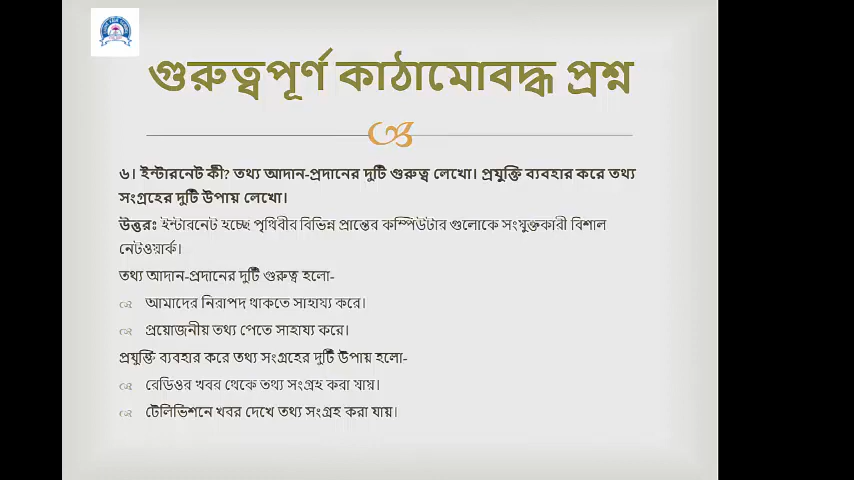 গুরুত্বপূর্ণ কাঠামোবদ্ধ প্রশ্ন
৬। ইন্টারনেট কী? তথ্য আদান-প্রদানের দুটি গুরুত্ব লেখো। প্রযুক্তি ব্যবহার করে তথ্য
সংগ্রহের দুটি উপায় লেখো।
উত্তরঃ ইন্টারনেট হচ্ছে পৃথিবীর বিভিন্ন প্রান্তের কম্পিউটার গুলোকে সংযুক্তকারী বিশাল
নেটওয়ার্ক।
তথ্য আদান-প্রদানের দুটি গুরুত্ব হলো-
আমাদের নিরাপদ থাকতে সাহায্য করে।
প্রয়োজনীয় তথ্য পেতে সাহায্য করে।
প্রযুক্তি ব্যবহার করে তথ্য সংগ্রহের দুটি উপায় হলো-
রেডিওর খবর থেকে তথ্য সংগ্রহ করা যায়।
টেলিভিশনে খবর দেখে তথ্য সংগ্রহ করা যায়।